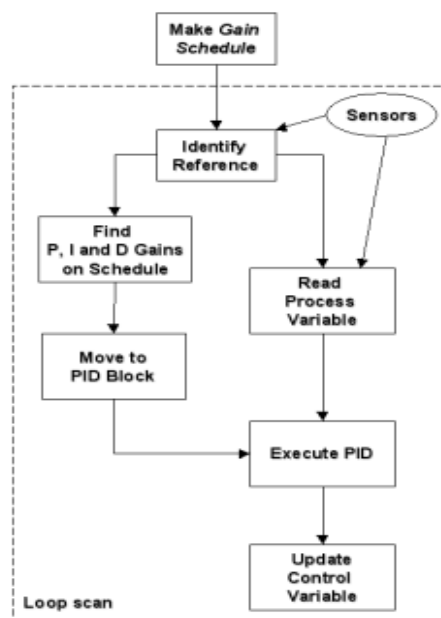 Make Gain
Schedule
Sensors
Identify
Reference
Find
P, I and D Gains
on Schedule
Read
Process
Variable
Move to
PID Block
Execute PID
Update
Control
Variable
Loop scan